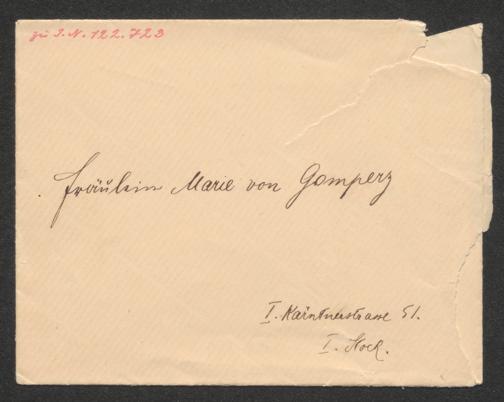 zu I.N. 122.723
Fräulein Marie von Gomperz
I. Kärntnerstrasse 51.
I. Stock.